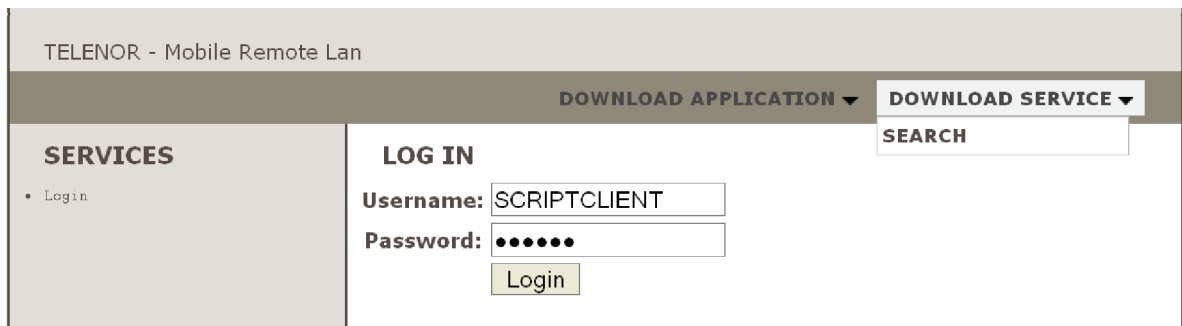 TELENOR - Mobile Remote Lan
DOWNLOAD APPLICATION
DOWNLOAD SERVICE
SEARCH
SERVICES
• Login
LOG IN
Username: SCRIPTCLIENT
Password: ●●●●●●
Login